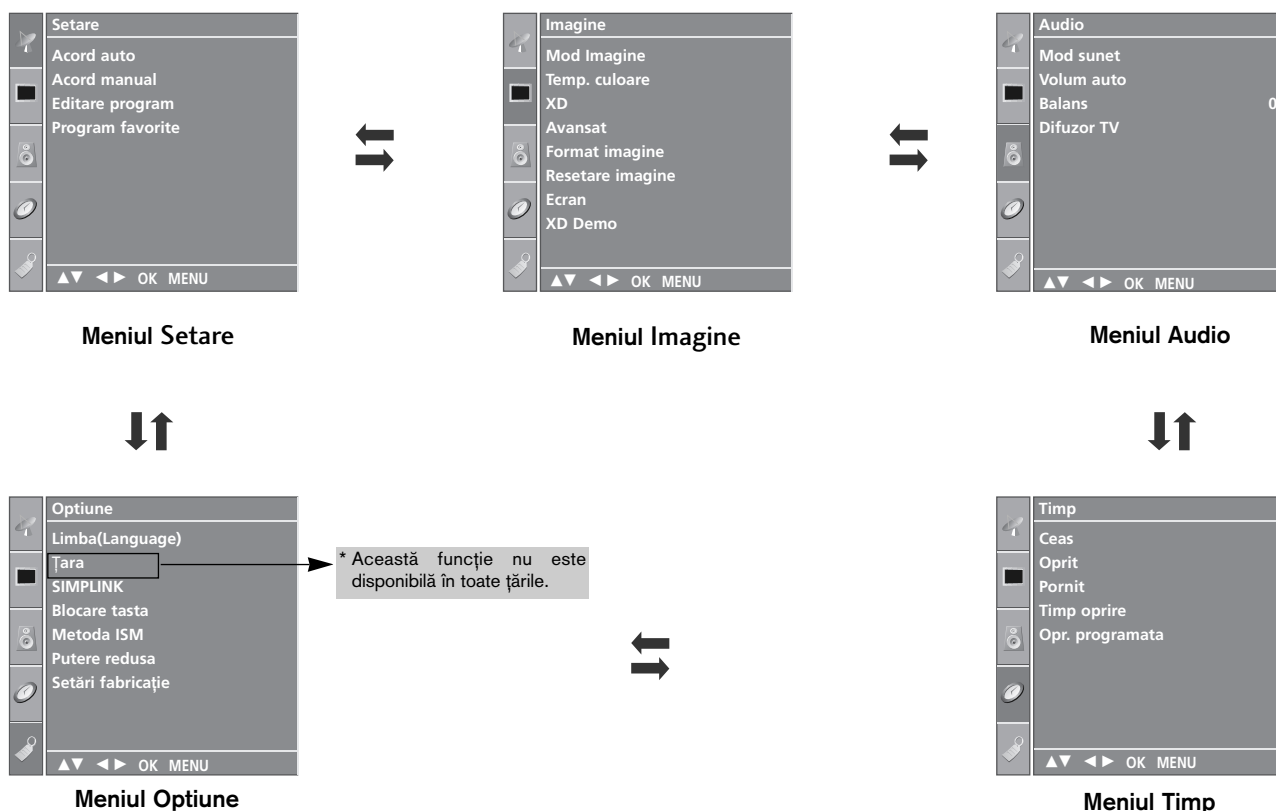 Setare
Acord auto
Acord manual
Editare program
Program favorite
▲▼ ◄► OK MENU
Meniul Setare
Imagine
Mod Imagine
Temp. culoare
XD
Avansat
Format imagine
Resetare imagine
Ecran
XD Demo
▲▼ ◄► OK MENU
Meniul Imagine
Audio
Mod sunet
Volum auto
Balans 0
Difuzor TV
▲▼ ◄► OK MENU
Meniul Audio
Optiune
Limba(Language)
Ţara
SIMPLINK
Blocare tasta
Metoda ISM
Putere redusa
Setări fabricaţie
▲▼ ◄► OK MENU
Meniul Optiune
* Această funcţie nu este
disponibilă în toate ţările.
Timp
Ceas
Oprit
Pornit
Timp oprire
Opr. programata
▲▼ ◄► OK MENU
Meniul Timp